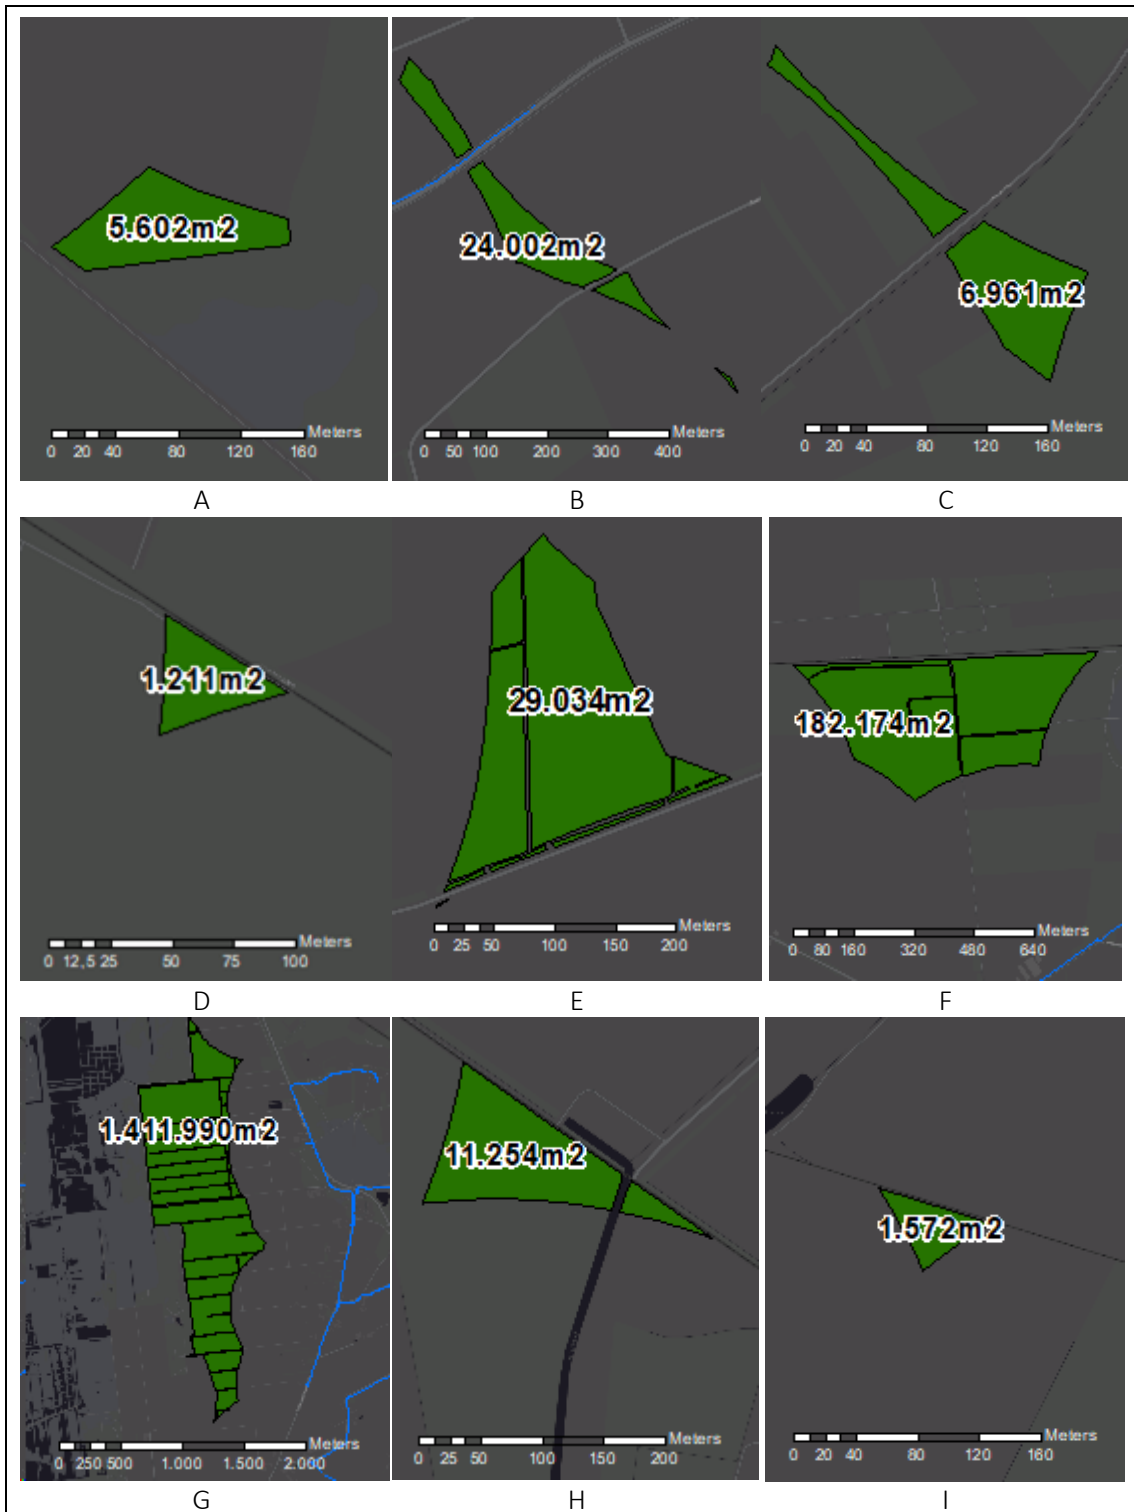 5.602m2
Meters
0 20 40 80 120 160
A
24.002m2
Meters
0 50 100 200 300 400
B
6.961m2
Meters
0 20 40 80 120 160
C
1.211m2
Meters
0 12,5 25 50 75 100
D
29.034m2
Meters
0 25 50 100 150 200
E
182.174m2
Meters
0 80 160 320 480 640
F
1.411.990m2
Meters
0 250 500 1.000 1.500 2.000
G
11.254m2
Meters
0 25 50 100 150 200
H
1.572m2
Meters
0 20 40 80 120 160
I